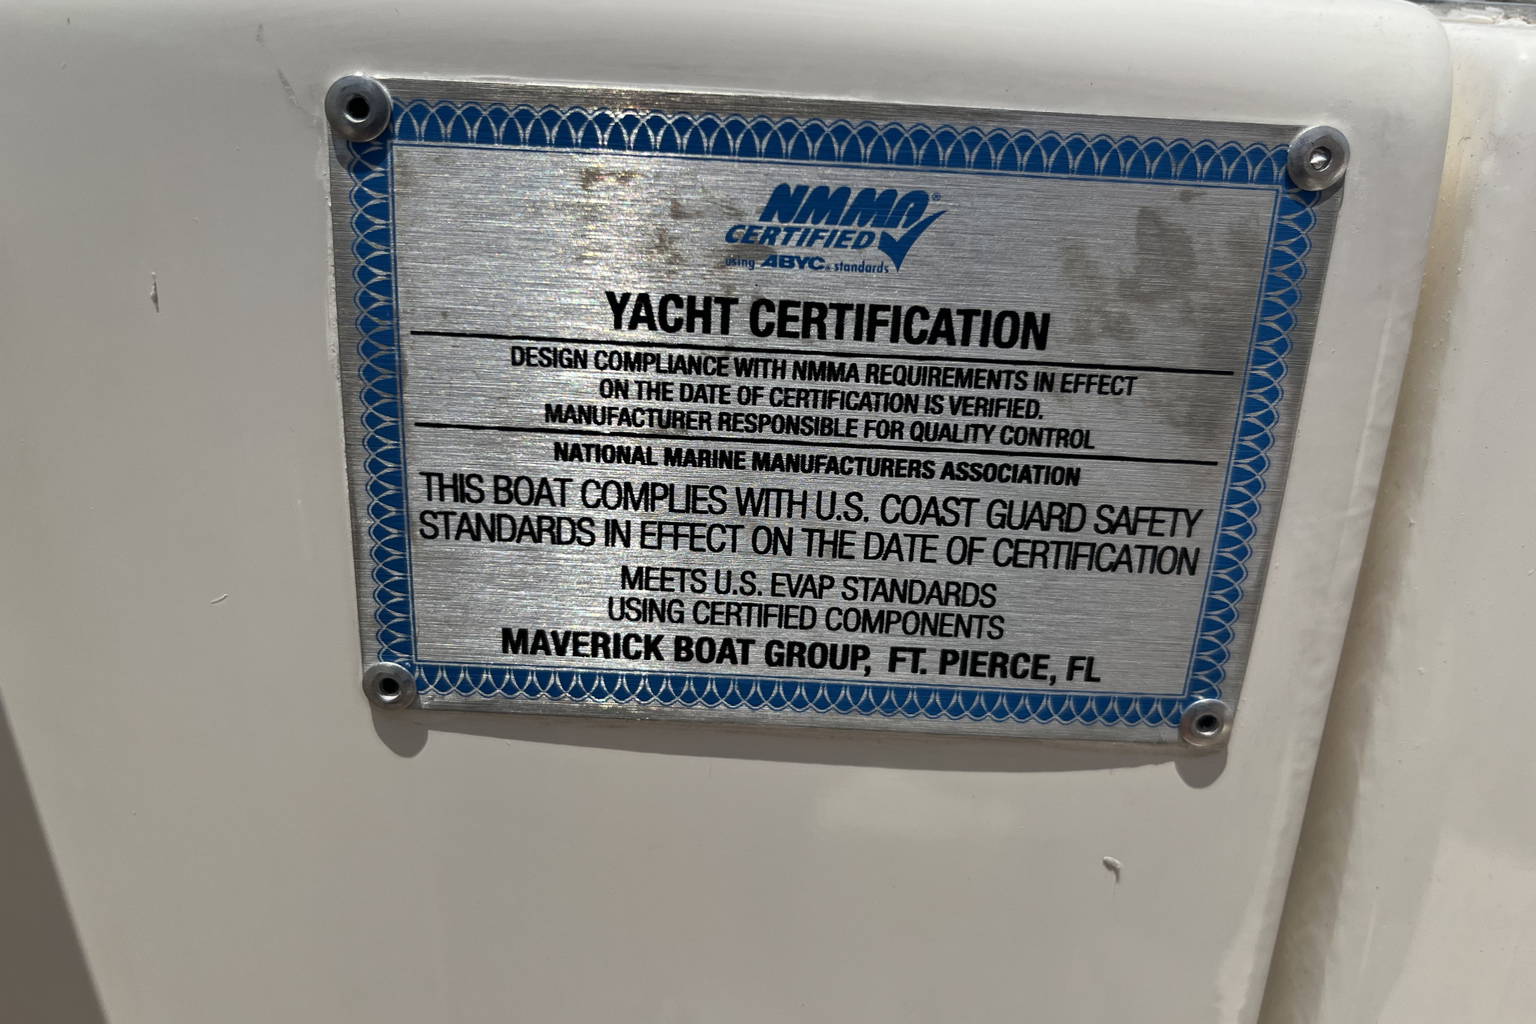 NMMA®
CERTIFIED
using ABYC® standards
YACHT CERTIFICATION
DESIGN COMPLIANCE WITH NMMA REQUIREMENTS IN EFFECT
ON THE DATE OF CERTIFICATION IS VERIFIED.
MANUFACTURER RESPONSIBLE FOR QUALITY CONTROL
NATIONAL MARINE MANUFACTURERS ASSOCIATION
THIS BOAT COMPLIES WITH U.S. COAST GUARD SAFETY
STANDARDS IN EFFECT ON THE DATE OF CERTIFICATION
MEETS U.S. EVAP STANDARDS
USING CERTIFIED COMPONENTS
MAVERICK BOAT GROUP, FT. PIERCE, FL